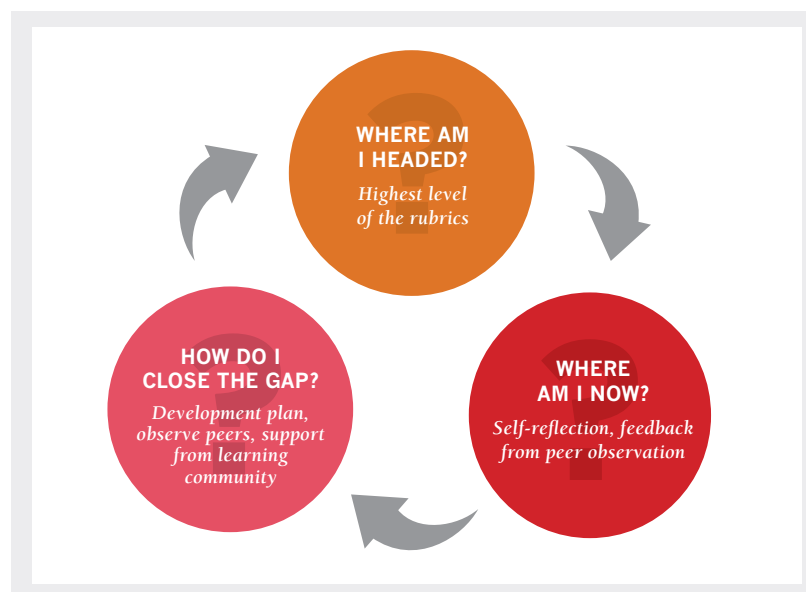 WHERE AM
I HEADED?
Highest level
of the rubrics
WHERE
AM I NOW?
Self-reflection, feedback
from peer observation
HOW DO I
CLOSE THE GAP?
Development plan,
observe peers, support
from learning
community